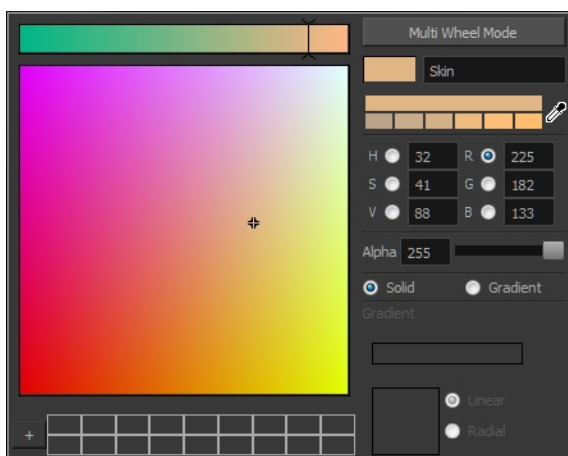 Multi Wheel Mode
Skin
H 32 R 225
S 41 G 182
V 88 B 133
Alpha 255
Solid Gradient
Gradient
Linear
+
Radial